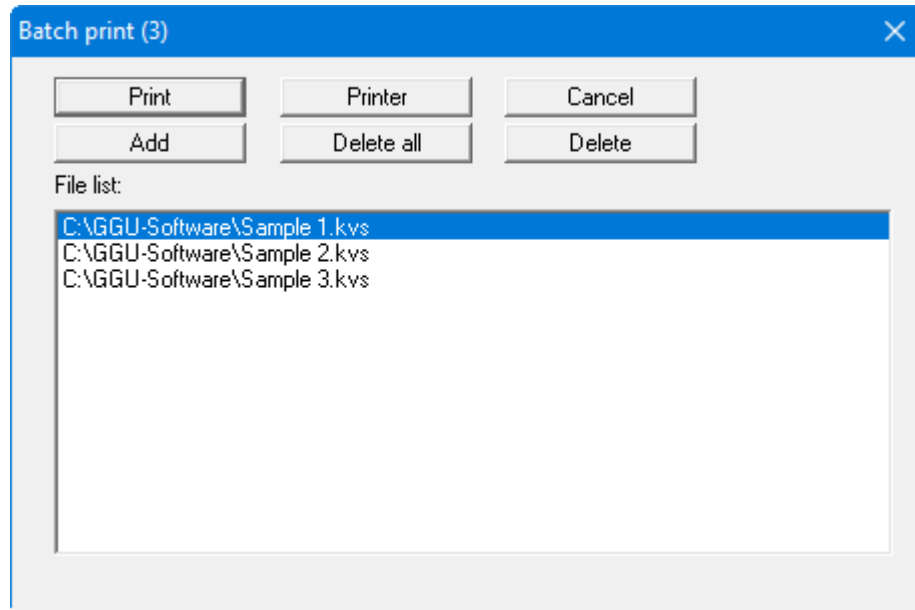 Batch print (3)
Print Printer Cancel
Add Delete all Delete
File list:
C:\GGU-Software\Sample 1.kvs
C:\GGU-Software\Sample 2.kvs
C:\GGU-Software\Sample 3.kvs